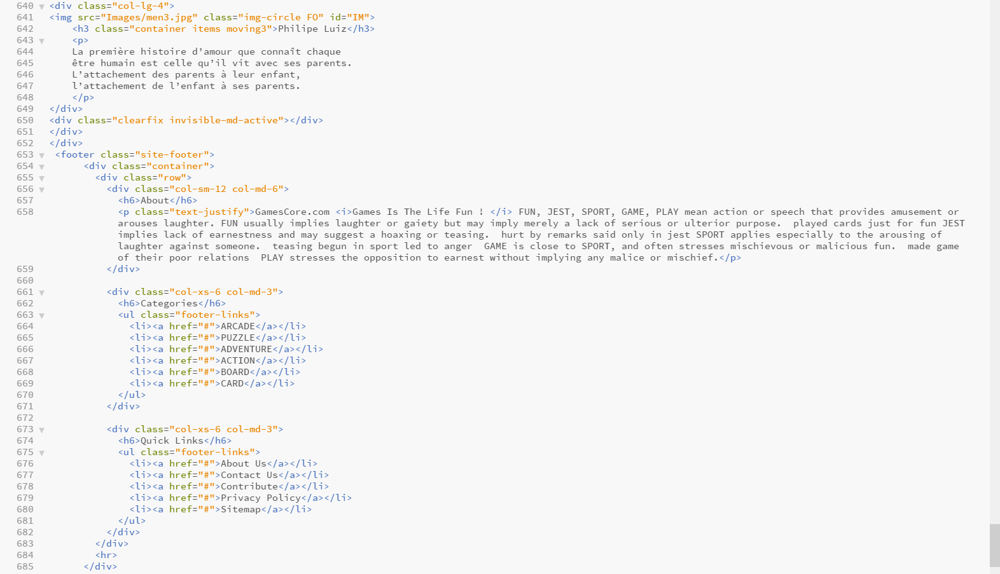 640 <div class="col-lg-4">
641 <img src="Images/men3.jpg" class="img-circle FO" id="IM">
642 <h3 class="container items moving3">Philipe Luiz</h3>
643 <p>
644 La première histoire d’amour que connaît chaque
645 être humain est celle qu’il vit avec ses parents.
646 L’attachement des parents à leur enfant,
647 l’attachement de l’enfant à ses parents.
648 </p>
649 </div>
650 <div class="clearfix invisible-md-active"></div>
651 </div>
652 </div>
653 <footer class="site-footer">
654 <div class="container">
655 <div class="row">
656 <div class="col-sm-12 col-md-6">
657 <h6>About</h6>
658 <p class="text-justify">GamesCore.com <i>Games Is The Life Fun ! </i> FUN, JEST, SPORT, GAME, PLAY mean action or speech that provides amusement or
arouses laughter. FUN usually implies laughter or gaiety but may imply merely a lack of serious or ulterior purpose.  played cards just for fun JEST
implies lack of earnestness and may suggest a hoaxing or teasing.  hurt by remarks said only in jest SPORT applies especially to the arousing of
laughter against someone.  teasing begun in sport led to anger  GAME is close to SPORT, and often stresses mischievous or malicious fun.  made game
of their poor relations  PLAY stresses the opposition to earnest without implying any malice or mischief.</p>
659 </div>
660
661 <div class="col-xs-6 col-md-3">
662 <h6>Categories</h6>
663 <ul class="footer-links">
664 <li><a href="#">ARCADE</a></li>
665 <li><a href="#">PUZZLE</a></li>
666 <li><a href="#">ADVENTURE</a></li>
667 <li><a href="#">ACTION</a></li>
668 <li><a href="#">BOARD</a></li>
669 <li><a href="#">CARD</a></li>
670 </ul>
671 </div>
672
673 <div class="col-xs-6 col-md-3">
674 <h6>Quick Links</h6>
675 <ul class="footer-links">
676 <li><a href="#">About Us</a></li>
677 <li><a href="#">Contact Us</a></li>
678 <li><a href="#">Contribute</a></li>
679 <li><a href="#">Privacy Policy</a></li>
680 <li><a href="#">Sitemap</a></li>
681 </ul>
682 </div>
683 </div>
684 <hr>
685 </div>